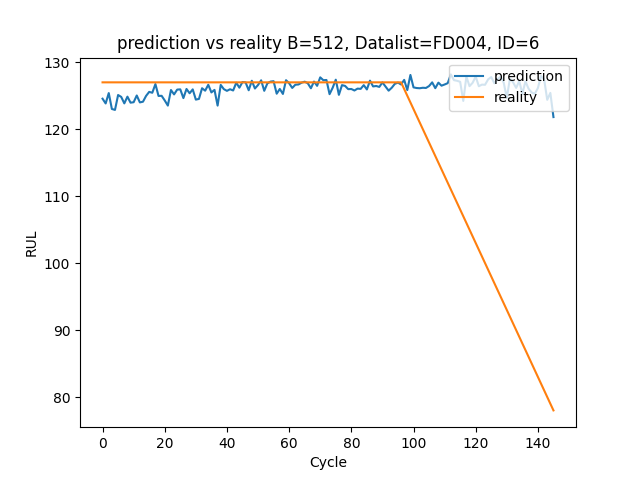 prediction vs reality B=512, Datalist=FD004, ID=6
130
120
110
100
90
80
RUL
prediction
reality
0 20 40 60 80 100 120 140
Cycle